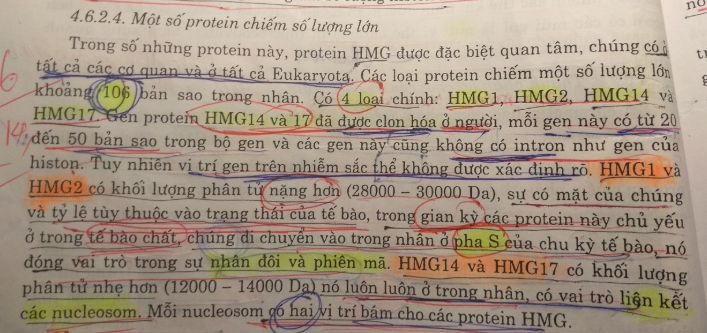 4.6.2.4. Một số protein chiếm số lượng lớn
Trong số những protein này, protein HMG được đặc biệt quan tâm, chúng có ở
tất cả các cơ quan và ở tất cả Eukaryota. Các loại protein chiếm một số lượng lớn
khoảng 106 bản sao trong nhân. Có 4 loại chính: HMG1, HMG2, HMG14 và
HMG17. Gen protein HMG14 và 17 đã được clon hóa ở người, mỗi gen này có từ 20
đến 50 bản sao trong bộ gen và các gen này cũng không có intron như gen của
histon. Tuy nhiên vị trí gen trên nhiễm sắc thể không được xác định rõ. HMG1 và
HMG2 có khối lượng phân tử nặng hơn (28000 – 30000 Da), sự có mặt của chúng
và tỷ lệ tùy thuộc vào trạng thái của tế bào, trong gian kỳ các protein này chủ yếu
ở trong tế bào chất, chúng di chuyển vào trong nhân ở pha S của chu kỳ tế bào, nó
đóng vai trò trong sự nhân đôi và phiên mã. HMG14 và HMG17 có khối lượng
phân tử nhẹ hơn (12000 – 14000 Da) nó luôn luôn ở trong nhân, có vai trò liên kết
các nucleosom. Mỗi nucleosom có hai vị trí bám cho các protein HMG.